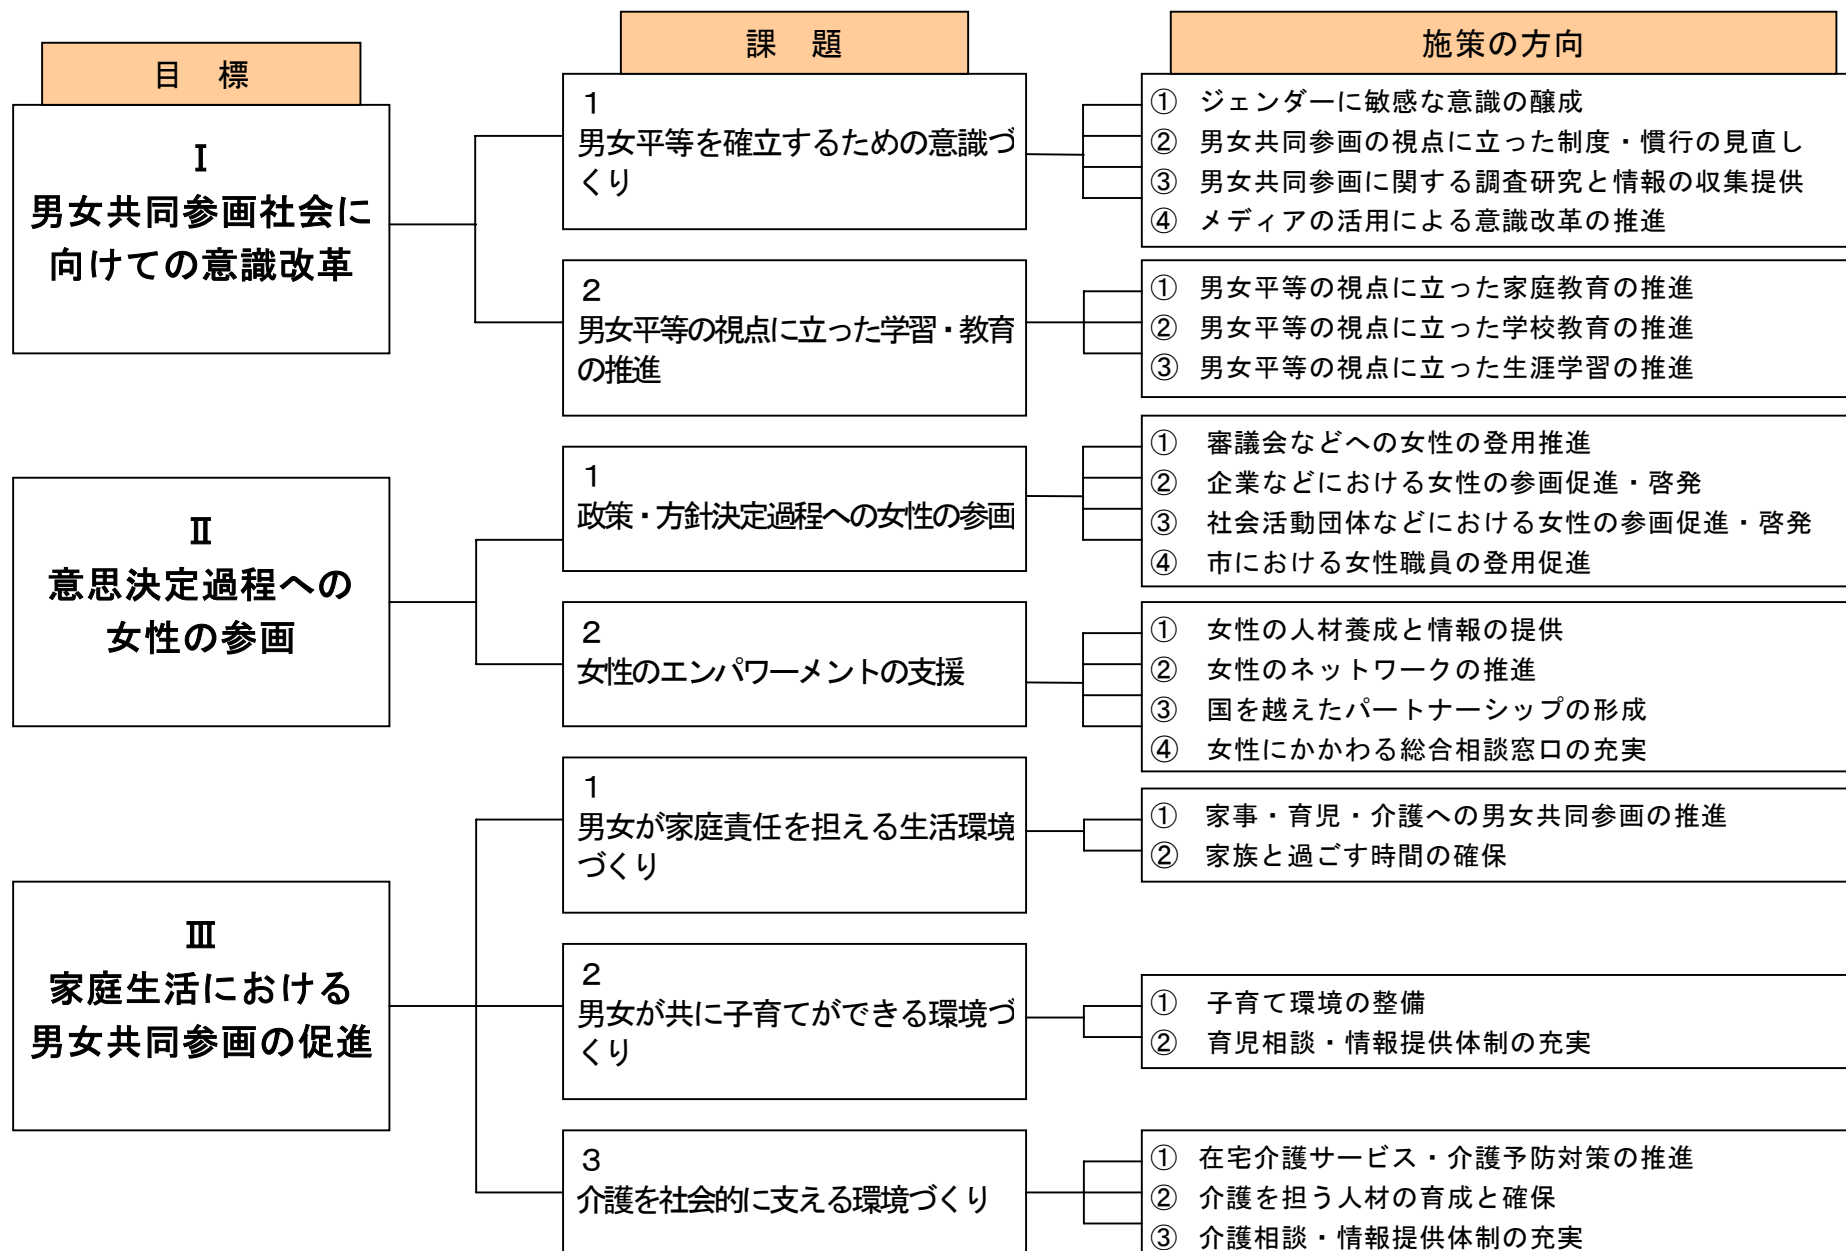 目　標
課　題
施策の方向
Ⅰ
男女共同参画社会に
向けての意識改革
1
男女平等を確立するための意識づ
くり
① ジェンダーに敏感な意識の醸成
② 男女共同参画の視点に立った制度・慣行の見直し
③ 男女共同参画に関する調査研究と情報の収集提供
④ メディアの活用による意識改革の推進
2
男女平等の視点に立った学習・教育
の推進
① 男女平等の視点に立った家庭教育の推進
② 男女平等の視点に立った学校教育の推進
③ 男女平等の視点に立った生涯学習の推進
Ⅱ
意思決定過程への
女性の参画
1
政策・方針決定過程への女性の参画
① 審議会などへの女性の登用推進
② 企業などにおける女性の参画促進・啓発
③ 社会活動団体などにおける女性の参画促進・啓発
④ 市における女性職員の登用促進
2
女性のエンパワーメントの支援
① 女性の人材養成と情報の提供
② 女性のネットワークの推進
③ 国を越えたパートナーシップの形成
④ 女性にかかわる総合相談窓口の充実
Ⅲ
家庭生活における
男女共同参画の促進
1
男女が家庭責任を担える生活環境
づくり
① 家事・育児・介護への男女共同参画の推進
② 家族と過ごす時間の確保
2
男女が共に子育てができる環境づ
くり
① 子育て環境の整備
② 育児相談・情報提供体制の充実
3
介護を社会的に支える環境づくり
① 在宅介護サービス・介護予防対策の推進
② 介護を担う人材の育成と確保
③ 介護相談・情報提供体制の充実